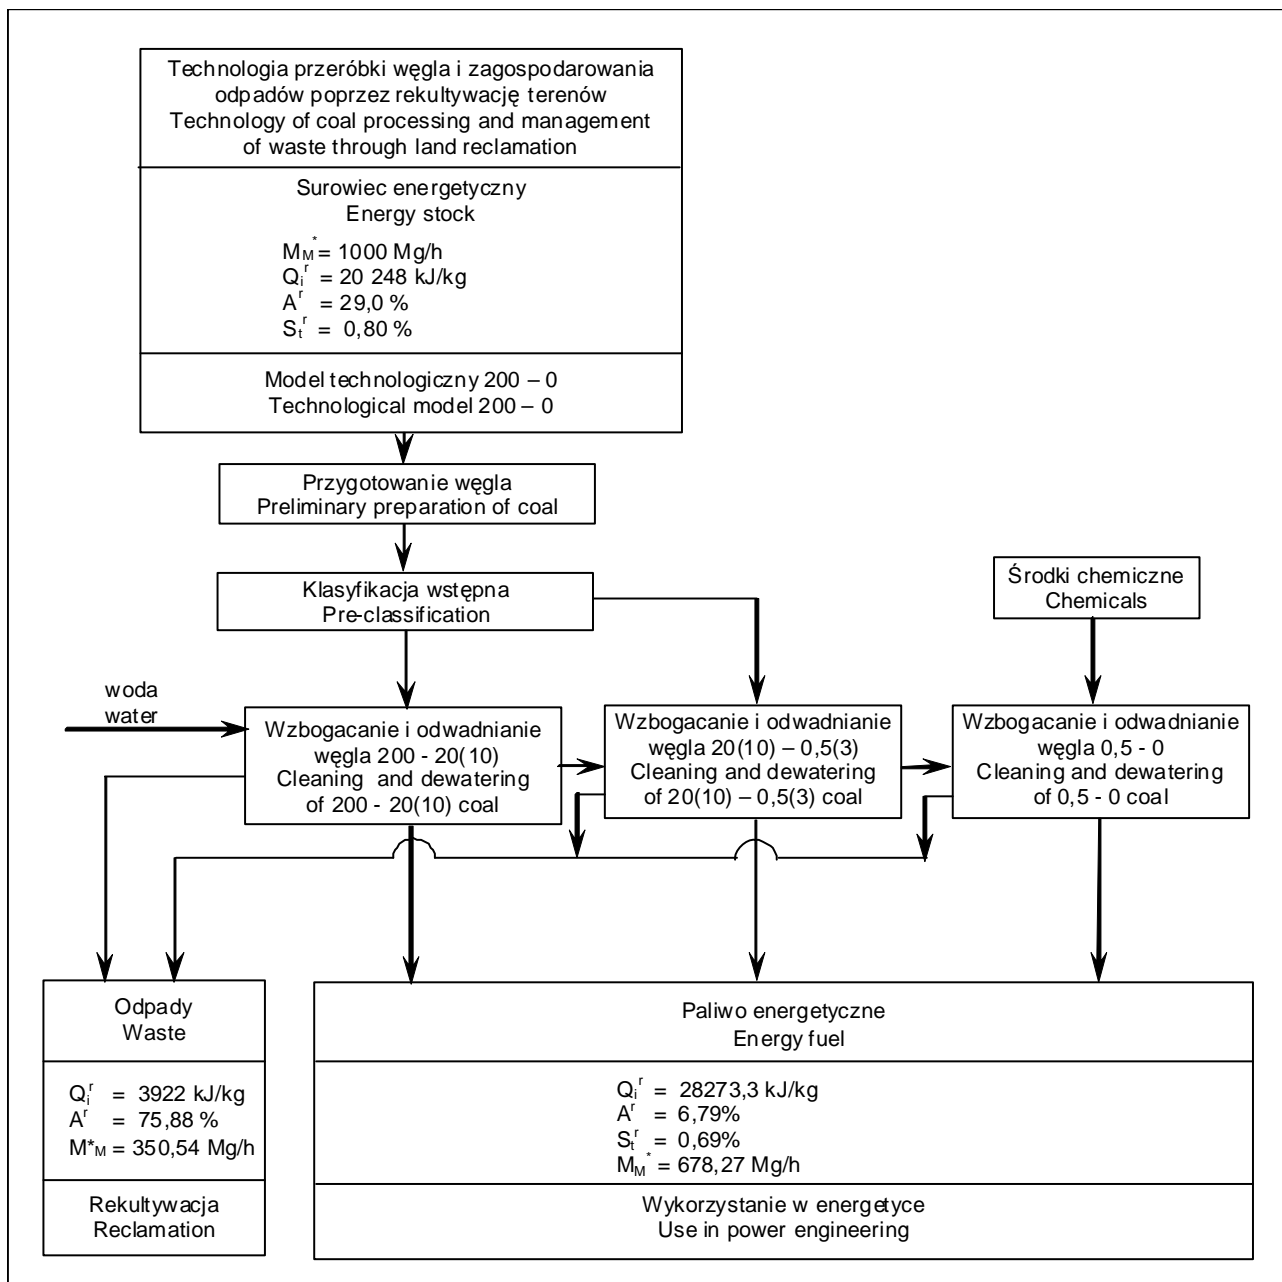 Technologia przeróbki węgla i zagospodarowania
odpadów poprzez rekultywację terenów
Technology of coal processing and management
of waste through land reclamation
Surowiec energetyczny
Energy stock
M_M^* = 1000 Mg/h
Q_i^r = 20 248 kJ/kg
A^r = 29,0 %
S_t^r = 0,80 %
Model technologiczny 200 – 0
Technological model 200 – 0
Przygotowanie węgla
Preliminary preparation of coal
Klasyfikacja wstępna
Pre-classification
Środki chemiczne
Chemicals
woda
water
Wzbogacanie i odwadnianie
węgla 200 - 20(10)
Cleaning and dewatering
of 200 - 20(10) coal
Wzbogacanie i odwadnianie
węgla 20(10) – 0,5(3)
Cleaning and dewatering
of 20(10) – 0,5(3) coal
Wzbogacanie i odwadnianie
węgla 0,5 - 0
Cleaning and dewatering
of 0,5 - 0 coal
Odpady
Waste
Q_i^r = 3922 kJ/kg
A^r = 75,88 %
M*_M = 350,54 Mg/h
Rekultywacja
Reclamation
Paliwo energetyczne
Energy fuel
Q_i^r = 28273,3 kJ/kg
A^r = 6,79%
S_t^r = 0,69%
M_M^* = 678,27 Mg/h
Wykorzystanie w energetyce
Use in power engineering